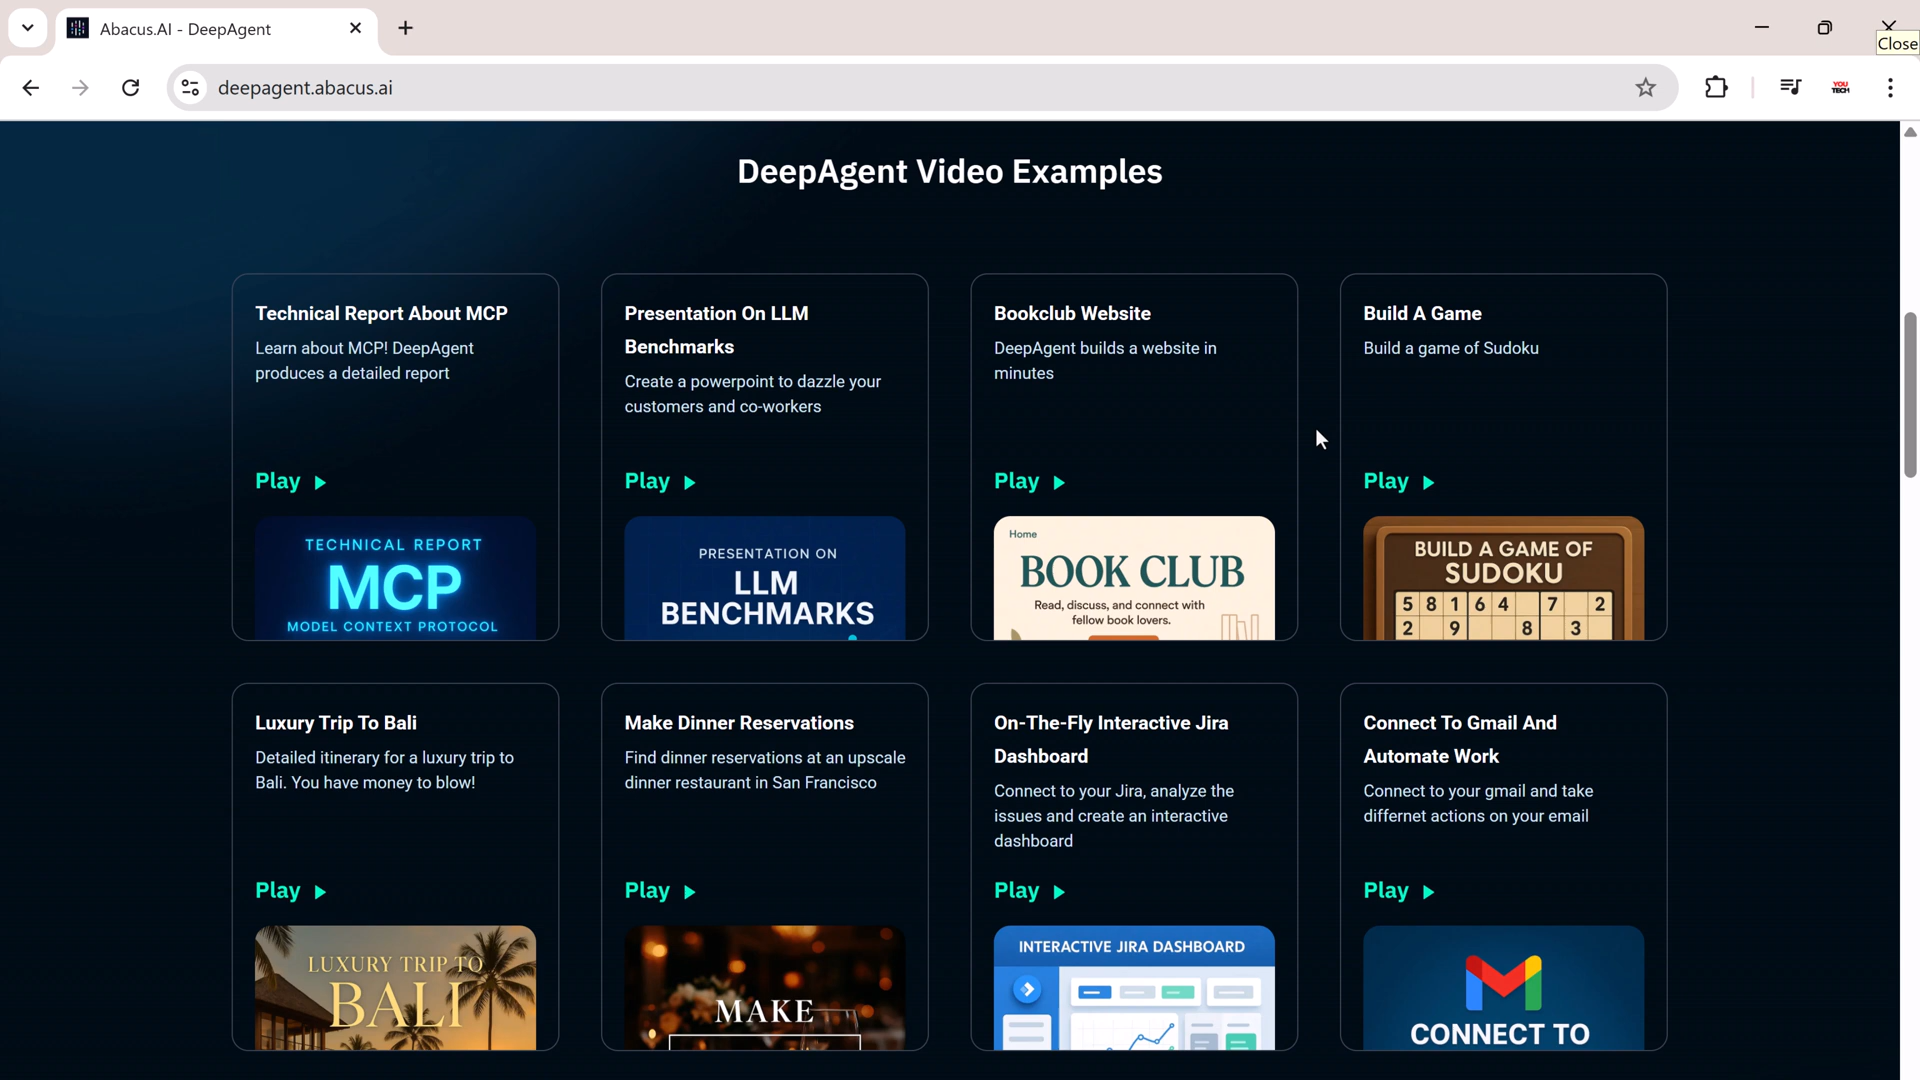 Abacus.AI - DeepAgent
Close
deepagent.abacus.ai
YOU
TECH
DeepAgent Video Examples
Technical Report About MCP
Learn about MCP! DeepAgent
produces a detailed report
Play
TECHNICAL REPORT
MCP
MODEL CONTEXT PROTOCOL
Presentation On LLM
Benchmarks
Create a powerpoint to dazzle your
customers and co-workers
Play
PRESENTATION ON
LLM
BENCHMARKS
Bookclub Website
DeepAgent builds a website in
minutes
Play
Home
BOOK CLUB
Read, discuss, and connect with
fellow book lovers.
Build A Game
Build a game of Sudoku
Play
BUILD A GAME OF
SUDOKU
5 8 1 6 4 7 2
2 9 8 3
Luxury Trip To Bali
Detailed itinerary for a luxury trip to
Bali. You have money to blow!
Play
LUXURY TRIP TO
BALI
Make Dinner Reservations
Find dinner reservations at an upscale
dinner restaurant in San Francisco
Play
MAKE
On-The-Fly Interactive Jira
Dashboard
Connect to your Jira, analyze the
issues and create an interactive
dashboard
Play
INTERACTIVE JIRA DASHBOARD
Connect To Gmail And
Automate Work
Connect to your gmail and take
differnet actions on your email
Play
CONNECT TO